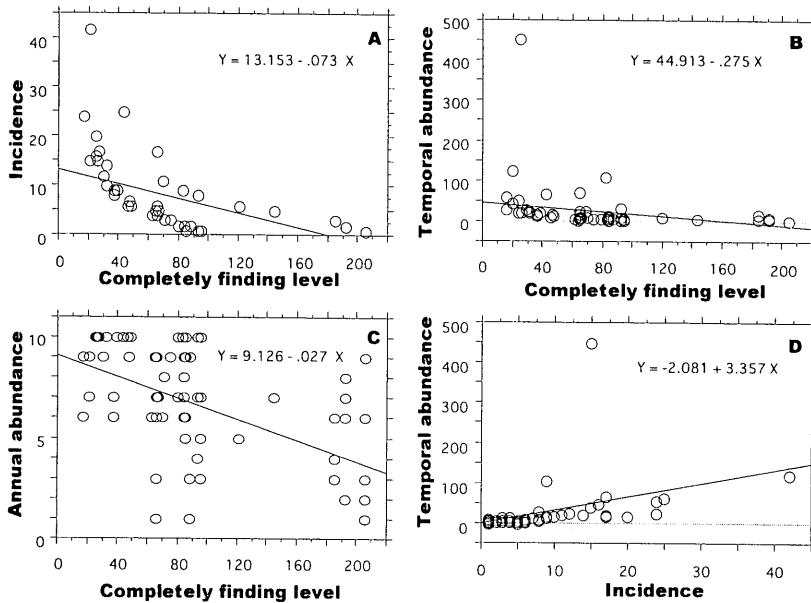 A
Y = 13.153 - .073 X
Incidence
40
30
20
10
0
0 40 80 120 160 200
Completely finding level
B
Y = 44.913 - .275 X
Temporal abundance
500
400
300
200
100
0
0 40 80 120 160 200
Completely finding level
C
Y = 9.126 - .027 X
Annual abundance
10
5
0
0 40 80 120 160 200
Completely finding level
D
Y = -2.081 + 3.357 X
Temporal abundance
500
400
300
200
100
0
0 10 20 30 40
Incidence